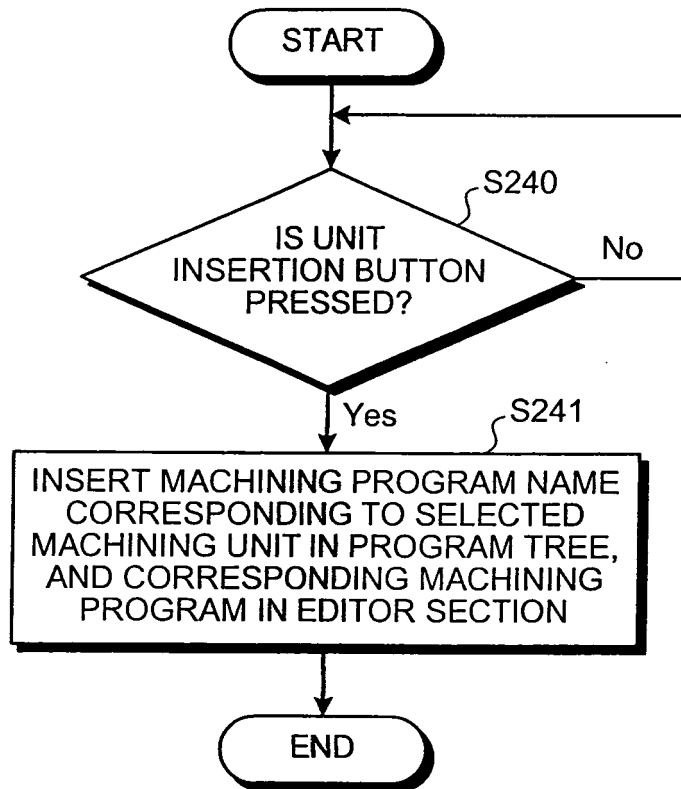 START
S240
IS UNIT
INSERTION BUTTON
PRESSED?
No
Yes
S241
INSERT MACHINING PROGRAM NAME
CORRESPONDING TO SELECTED
MACHINING UNIT IN PROGRAM TREE,
AND CORRESPONDING MACHINING
PROGRAM IN EDITOR SECTION
END